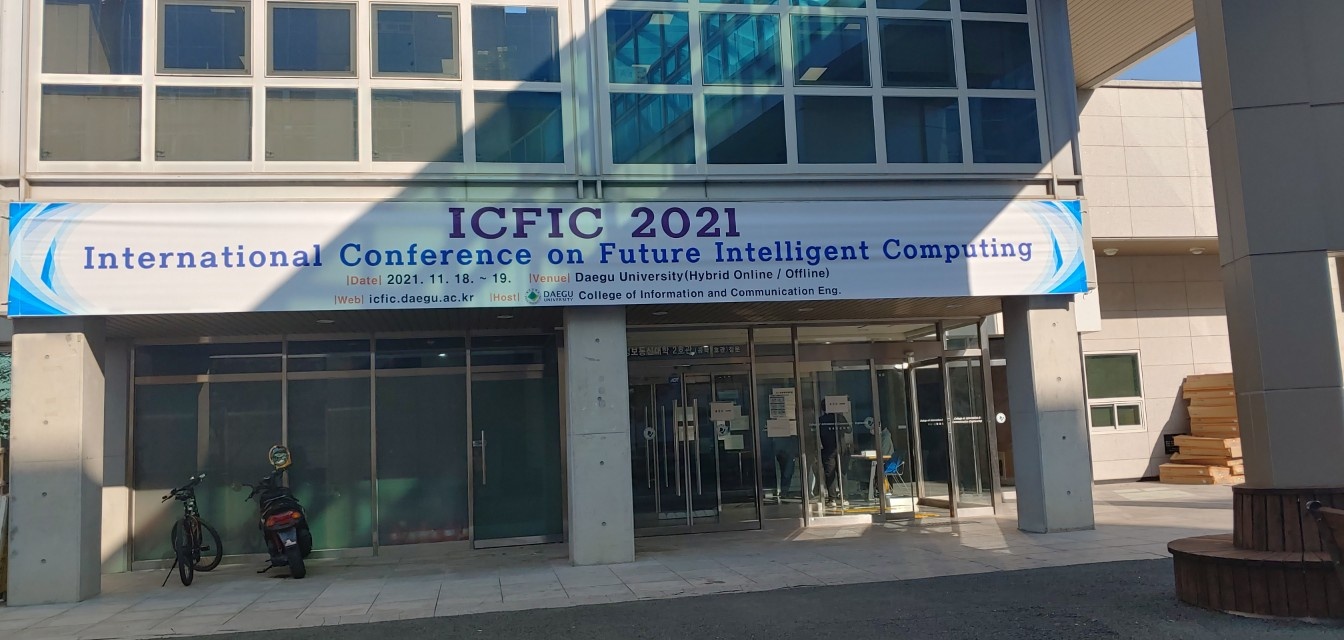 ICFIC 2021
International Conference on Future Intelligent Computing
|Date| 2021. 11. 18. ~ 19. |Venue| Daegu University(Hybrid Online / Offline)
|Web| icfic.daegu.ac.kr |Host| DAEGU UNIVERSITY College of Information and Communication Eng.